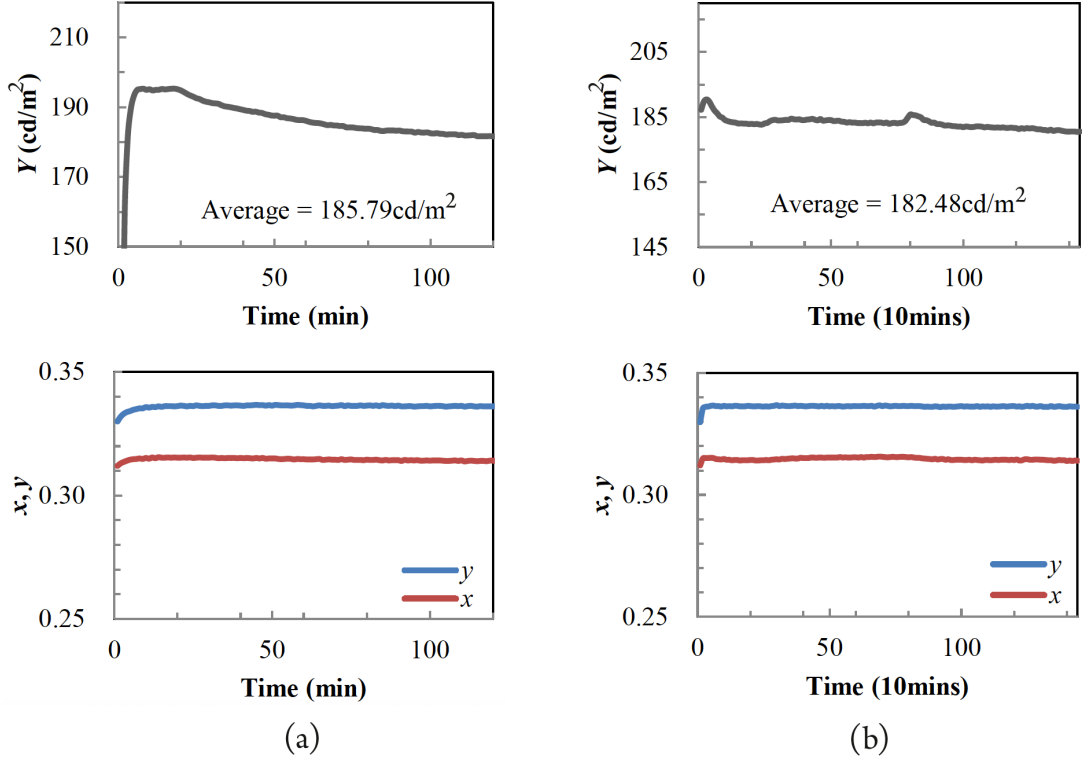 210
190
170
150
Y (cd/m²)
Average = 185.79cd/m²
0
50
100
Time (min)
205
185
165
145
Y (cd/m²)
Average = 182.48cd/m²
0
50
100
Time (10mins)
0.35
0.30
0.25
x, y
y
x
0
50
100
Time (min)
0.35
0.30
0.25
x, y
y
x
0
50
100
Time (10mins)
(a)
(b)